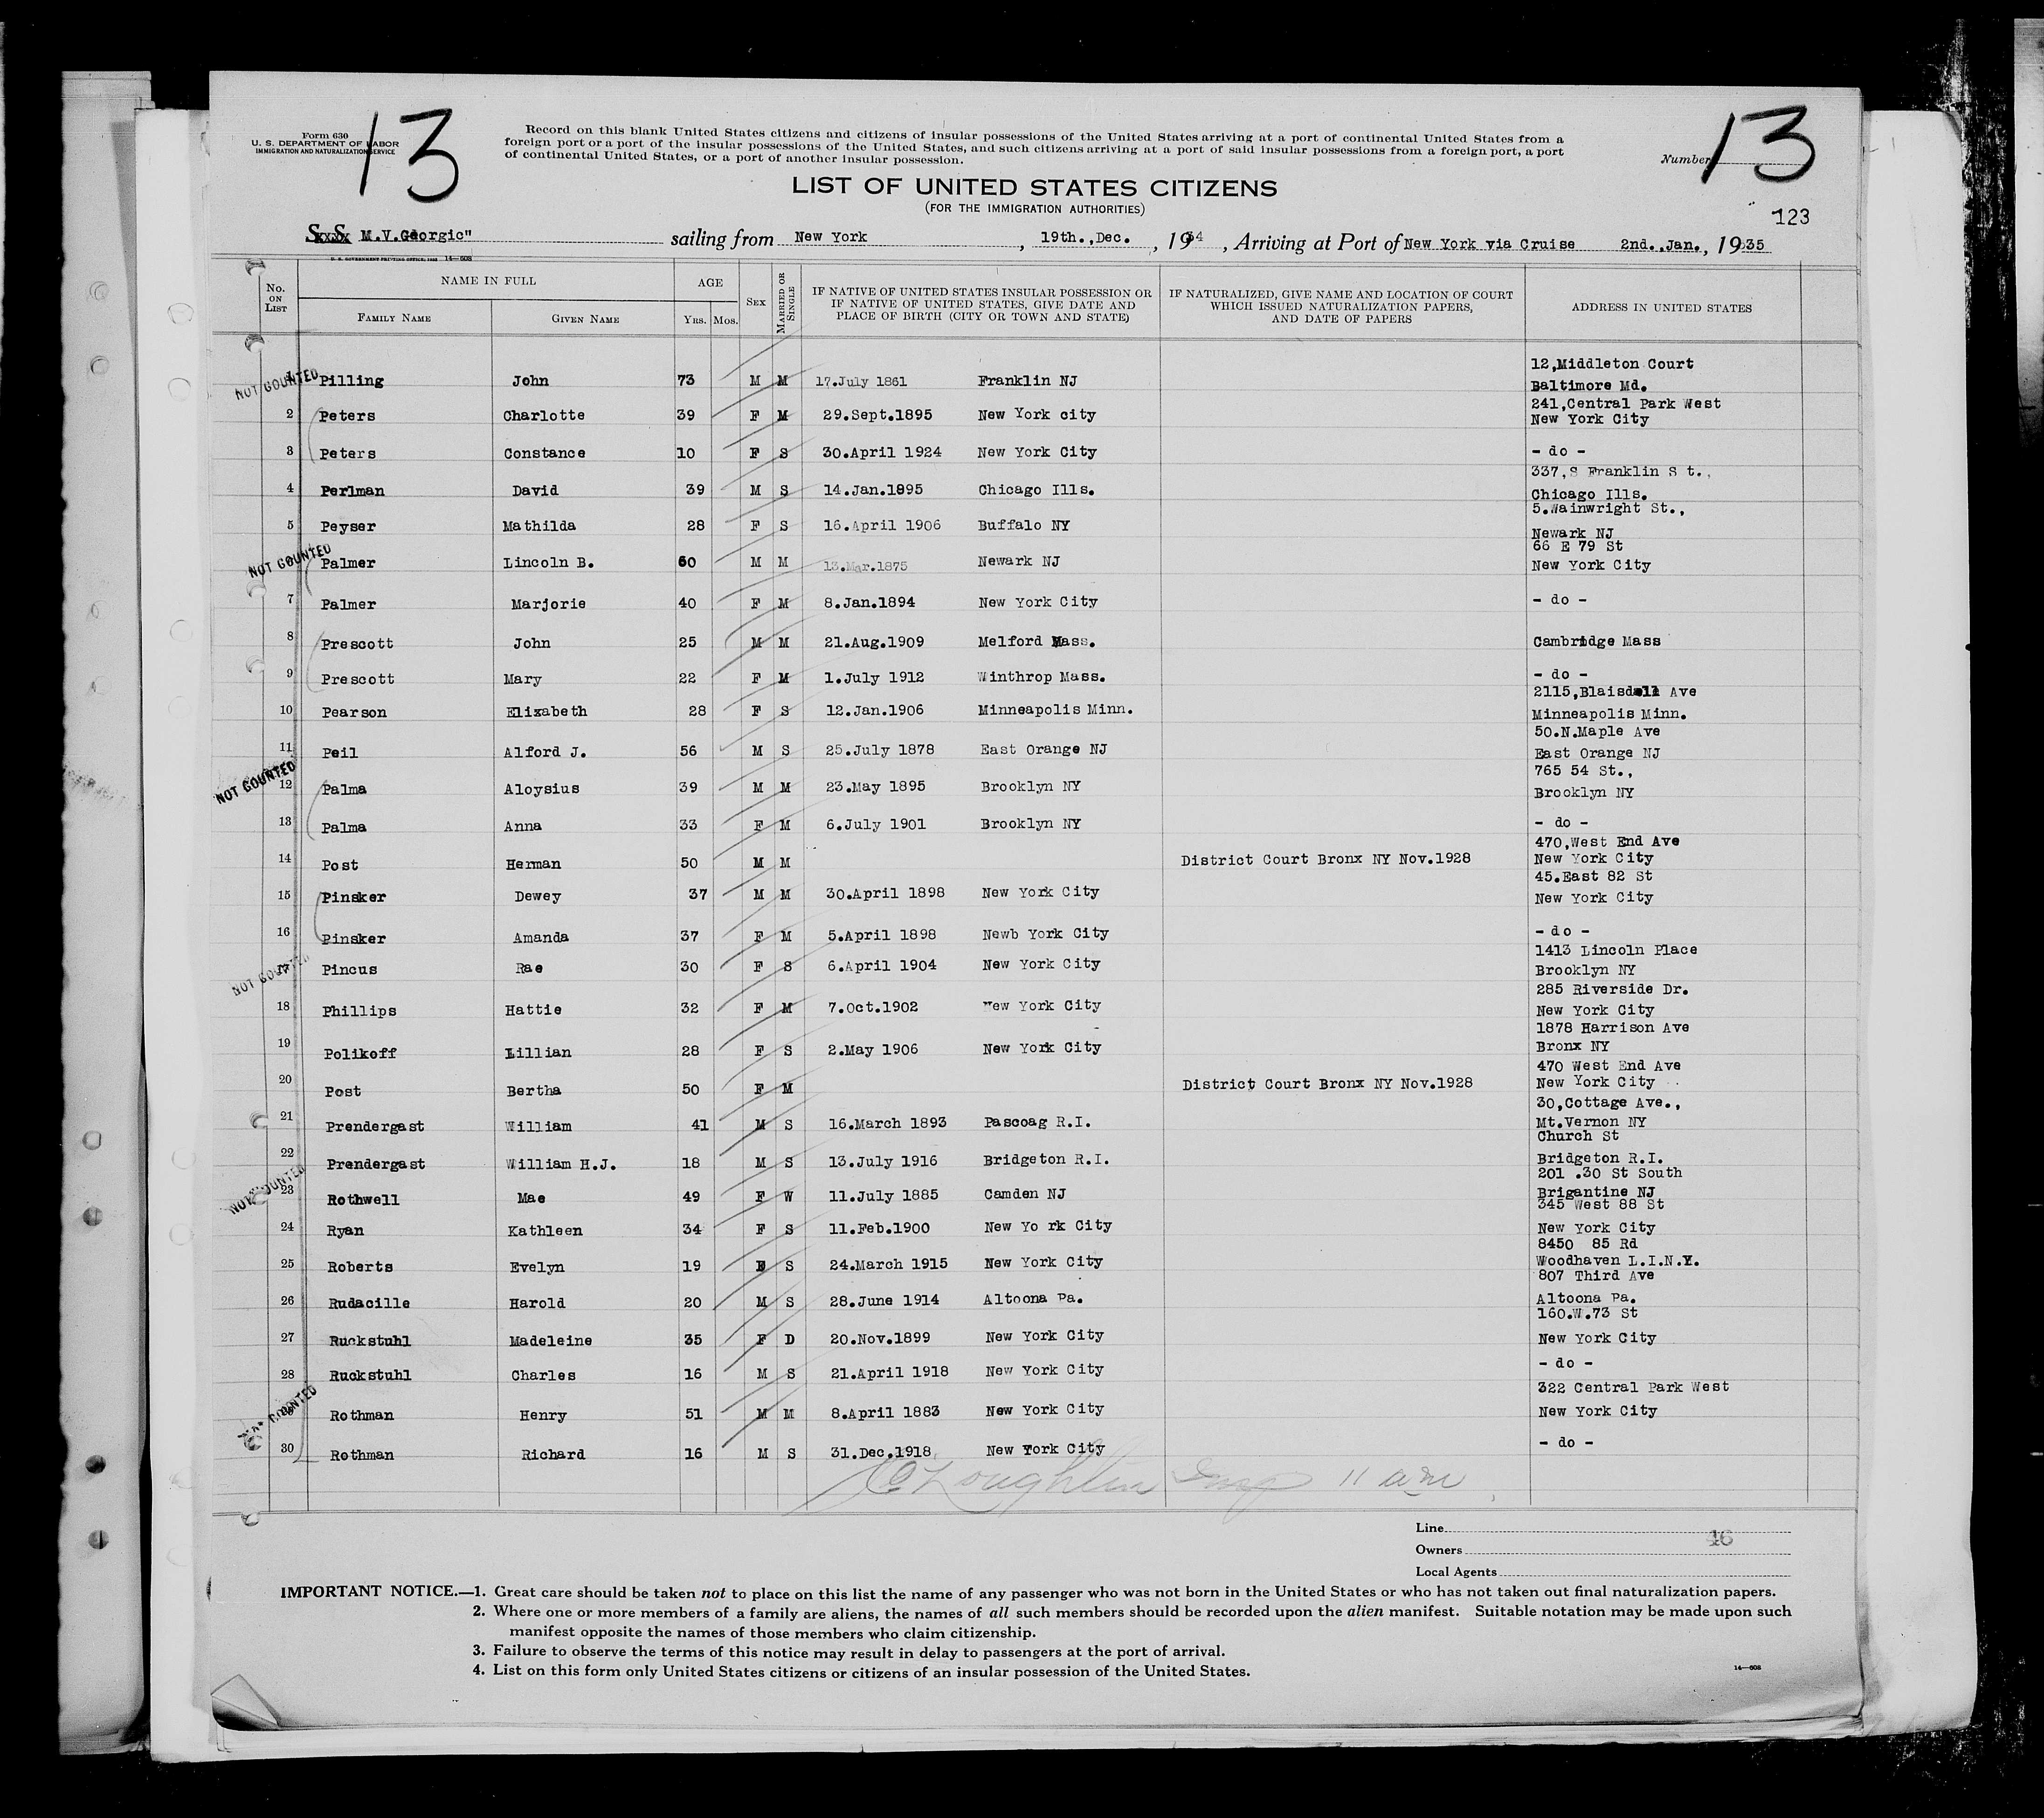 13
13
Form 630
U. S. DEPARTMENT OF LABOR
IMMIGRATION AND NATURALIZATION SERVICE
Record on this blank United States citizens and citizens of insular possessions of the United States arriving at a port of continental United States from a
foreign port or a port of the insular possessions of the United States, and such citizens arriving at a port of said insular possessions from a foreign port, a port
of continental United States, or a port of another insular possession.
Number
LIST OF UNITED STATES CITIZENS
(FOR THE IMMIGRATION AUTHORITIES)
123
S. S. M.V.Georgic" sailing from New York, 19th.,Dec., 1934, Arriving at Port of New York via Cruise 2nd.,Jan., 1935
U. S. GOVERNMENT PRINTING OFFICE 14—608
No. ON LIST NAME IN FULL AGE SEX MARRIED OR SINGLE IF NATIVE OF UNITED STATES INSULAR POSSESSION OR IF NATIVE OF UNITED STATES, GIVE DATE AND PLACE OF BIRTH (CITY OR TOWN AND STATE) IF NATURALIZED, GIVE NAME AND LOCATION OF COURT WHICH ISSUED NATURALIZATION PAPERS, AND DATE OF PAPERS ADDRESS IN UNITED STATES
FAMILY NAME GIVEN NAME YRS. MOS.
12,Middleton Court
NOT COUNTED Pilling John 73 M M 17.July 1861 Franklin NJ Baltimore Md.
241,Central Park West
2 Peters Charlotte 39 F M 29.Sept.1895 New York city New York City
3 Peters Constance 10 F S 30.April 1924 New York City - do -
337,S Franklin S t.,
4 Perlman David 39 M S 14.Jan.1895 Chicago Ills. Chicago Ills.
5.Wainwright St.,
5 Peyser Mathilda 28 F S 16.April 1906 Buffalo NY Newark NJ
66 E 79 St
NOT COUNTED Palmer Lincoln B. 60 M M 13.Mar.1875 Newark NJ New York City
7 Palmer Marjorie 40 F M 8.Jan.1894 New York City - do -
8 Prescott John 25 M M 21.Aug.1909 Melford Mass. Cambridge Mass
9 Prescott Mary 22 F M 1.July 1912 Winthrop Mass. - do -
2115,Blaisdell Ave
10 Pearson Elizabeth 28 F S 12.Jan.1906 Minneapolis Minn. Minneapolis Minn.
50.N.Maple Ave
11 Peil Alford J. 56 M S 25.July 1878 East Orange NJ East Orange NJ
765 54 St.,
NOT COUNTED 12 Palma Aloysius 39 M M 23.May 1895 Brooklyn NY Brooklyn NY
13 Palma Anna 33 F M 6.July 1901 Brooklyn NY - do -
470,West End Ave
14 Post Herman 50 M M District Court Bronx NY Nov.1928 New York City
45.East 82 St
15 Pinsker Dewey 37 M M 30.April 1898 New York City New York City
16 Pinsker Amanda 37 F M 5.April 1898 Newb York City - do -
1413 Lincoln Place
NOT COUNTED 17 Pincus Rae 30 F S 6.April 1904 New York City Brooklyn NY
285 Riverside Dr.
18 Phillips Hattie 32 F M 7.Oct.1902 New York City New York City
1878 Harrison Ave
19 Polikoff Lillian 28 F S 2.May 1906 New York City Bronx NY
470 West End Ave
20 Post Bertha 50 F M District Court Bronx NY Nov.1928 New York City
30,Cottage Ave.,
21 Prendergast William 41 M S 16.March 1893 Pascoag R.I. Mt.Vernon NY
Church St
22 Prendergast William H.J. 18 M S 13.July 1916 Bridgeton R.I. Bridgeton R.I.
201 .30 St South
NOT COUNTED 23 Rothwell Mae 49 F W 11.July 1885 Camden NJ Brigantine NJ
345 West 88 St
24 Ryan Kathleen 34 F S 11.Feb.1900 New Yo rk City New York City
8450 85 Rd
25 Roberts Evelyn 19 F S 24.March 1915 New York City Woodhaven L.I.N.Y.
807 Third Ave
26 Rudacille Harold 20 M S 28.June 1914 Altoona Pa. Altoona Pa.
160.W.73 St
27 Ruckstuhl Madeleine 35 F D 20.Nov.1899 New York City New York City
28 Ruckstuhl Charles 16 M S 21.April 1918 New York City - do -
322 Central Park West
NOT COUNTED Rothman Henry 51 M M 8.April 1883 New York City New York City
30 Rothman Richard 16 M S 31.Dec.1918 New York City - do -
O'Loughlin Insp 11 am
Line
46
Owners
Local Agents
IMPORTANT NOTICE.—1. Great care should be taken not to place on this list the name of any passenger who was not born in the United States or who has not taken out final naturalization papers.
2. Where one or more members of a family are aliens, the names of all such members should be recorded upon the alien manifest. Suitable notation may be made upon such
manifest opposite the names of those members who claim citizenship.
3. Failure to observe the terms of this notice may result in delay to passengers at the port of arrival.
4. List on this form only United States citizens or citizens of an insular possession of the United States.
14—608